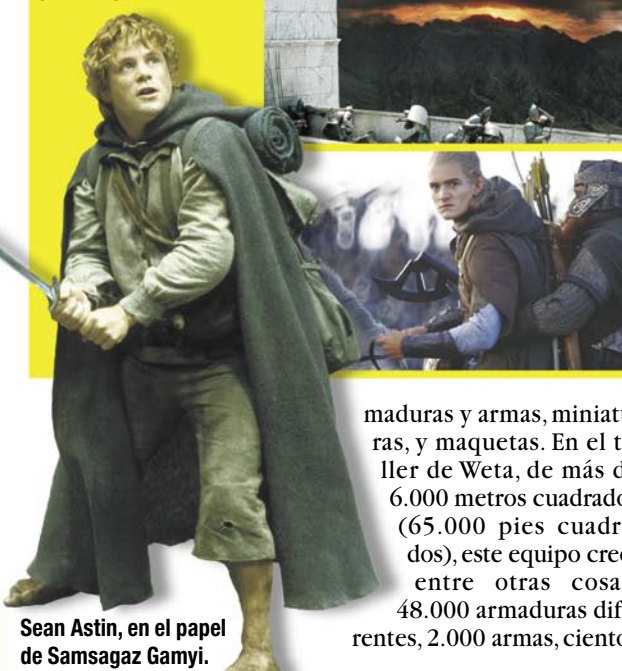 maduras y armas, miniatu
ras, y maquetas. En el t
ller de Weta, de más d
6.000 metros cuadrado
(65.000 pies cuadr
dos), este equipo cre
entre otras cosa
48.000 armaduras dif
rentes, 2.000 armas, ciento
Sean Astin, en el papel
de Samsagaz Gamyi.